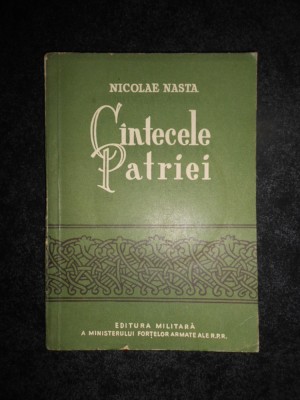 NICOLAE NASTA
Cîntecele
Patriei
EDITURA MILITARĂ
A MINISTERULUI FORȚELOR ARMATE ALE R.P.R.